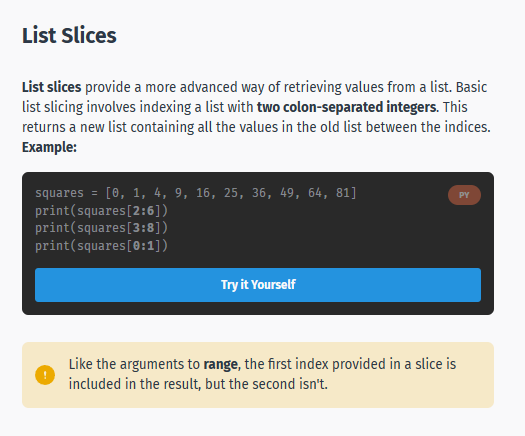 List Slices
List slices provide a more advanced way of retrieving values from a list. Basic
list slicing involves indexing a list with two colon-separated integers. This
returns a new list containing all the values in the old list between the indices.
Example:
squares = [0, 1, 4, 9, 16, 25, 36, 49, 64, 81]
PY
print(squares[2:6])
print(squares[3:8])
print(squares[0:1])
Try it Yourself
Like the arguments to range, the first index provided in a slice is
included in the result, but the second isn't.